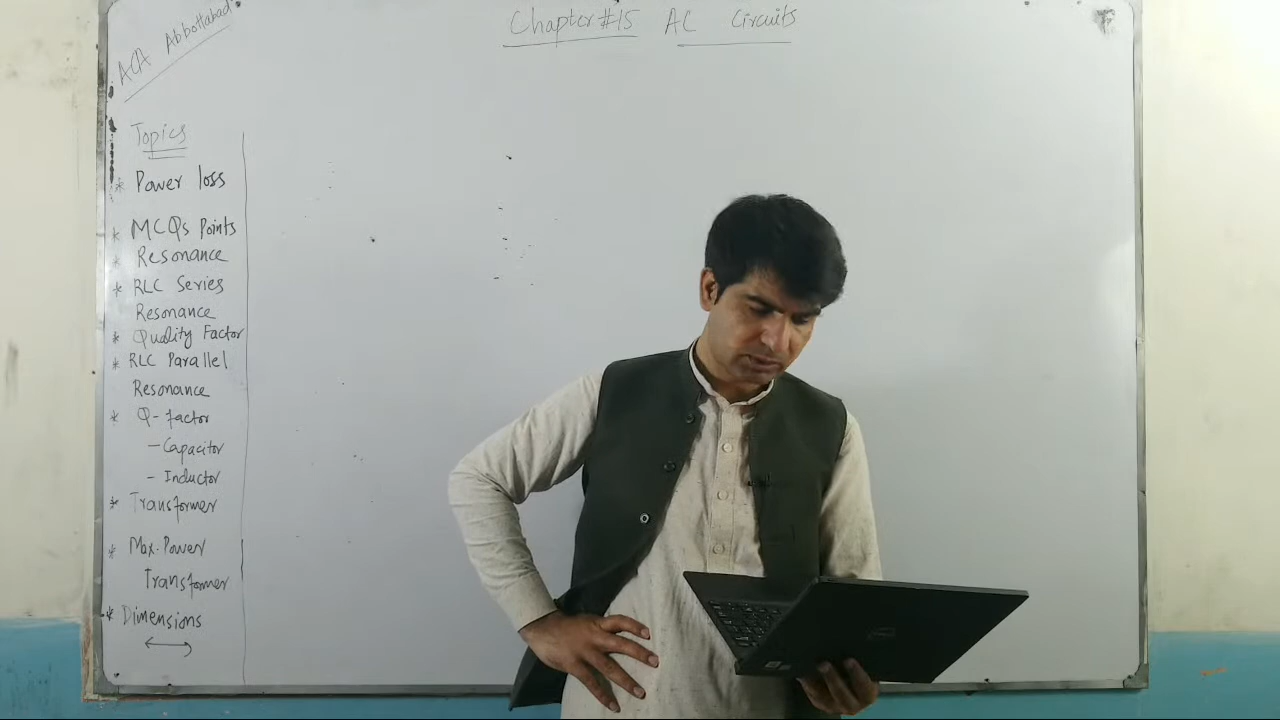 Chapter #15 AC Circuits
ACA Abbottabad
Topics
* Power loss
* MCQs Points
* Resonance
* RLC Series
Resonance
* Quality Factor
* RLC Parallel
Resonance
* Q-factor
- Capacitor
- Inductor
* Transformer
* Max. Power
Transformer
* Dimensions
DELL